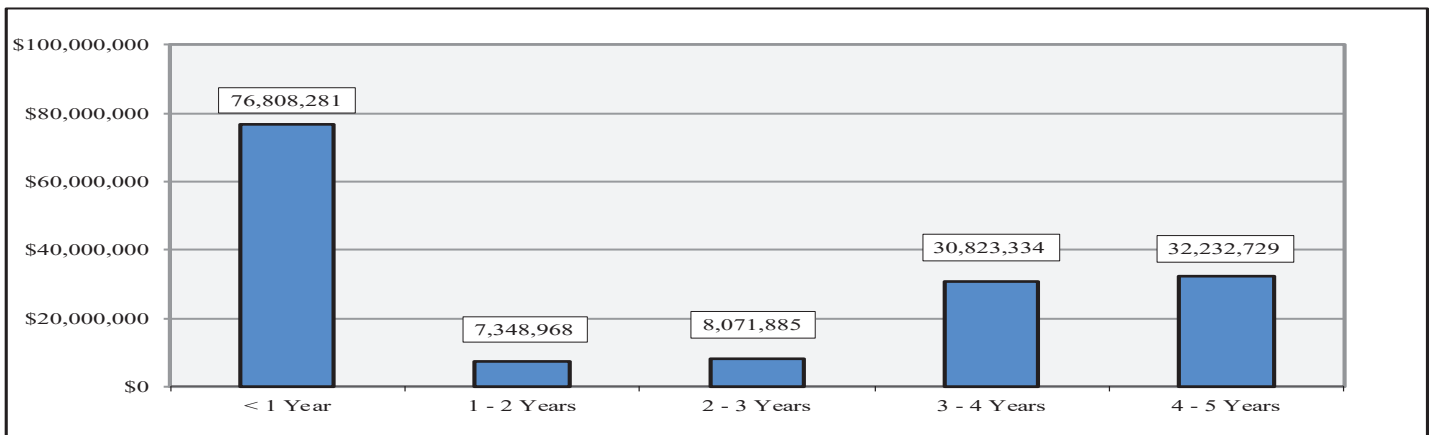 $100,000,000
76,808,281
$80,000,000
$60,000,000
$40,000,000
30,823,334
32,232,729
$20,000,000
7,348,968
8,071,885
$0
< 1 Year
1 - 2 Years
2 - 3 Years
3 - 4 Years
4 - 5 Years